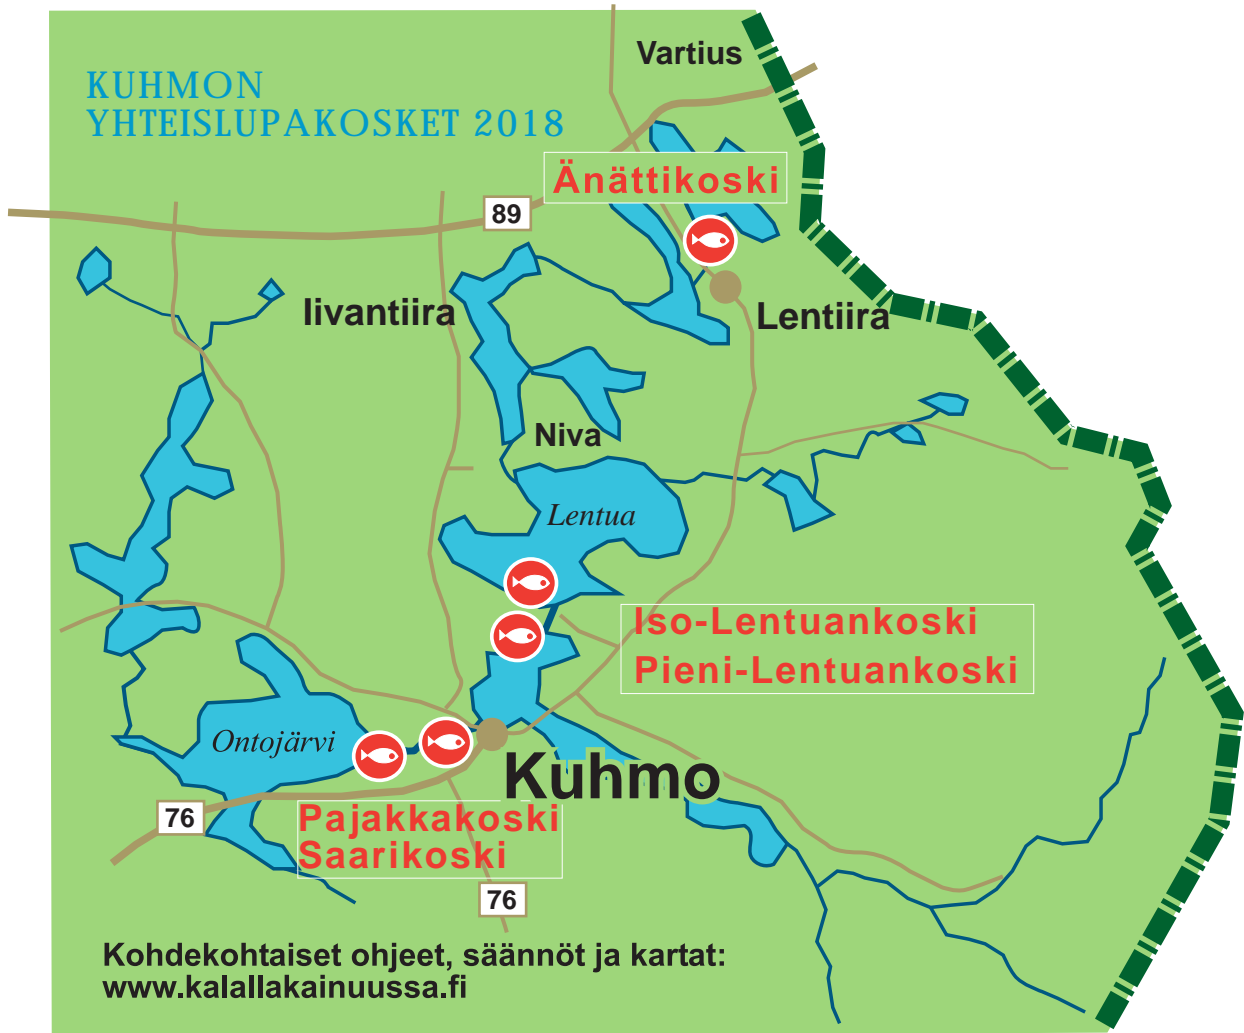 Vartius
KUHMON
YHTEISLUPAKOSKET 2018
Änättikoski
89
Iivantiira
Lentiira
Niva
Lentua
Iso-Lentuankoski
Pieni-Lentuankoski
Ontojärvi
Kuhmo
76
Pajakkakoski
Saarikoski
76
Kohdekohtaiset ohjeet, säännöt ja kartat:
www.kalallakainuussa.fi